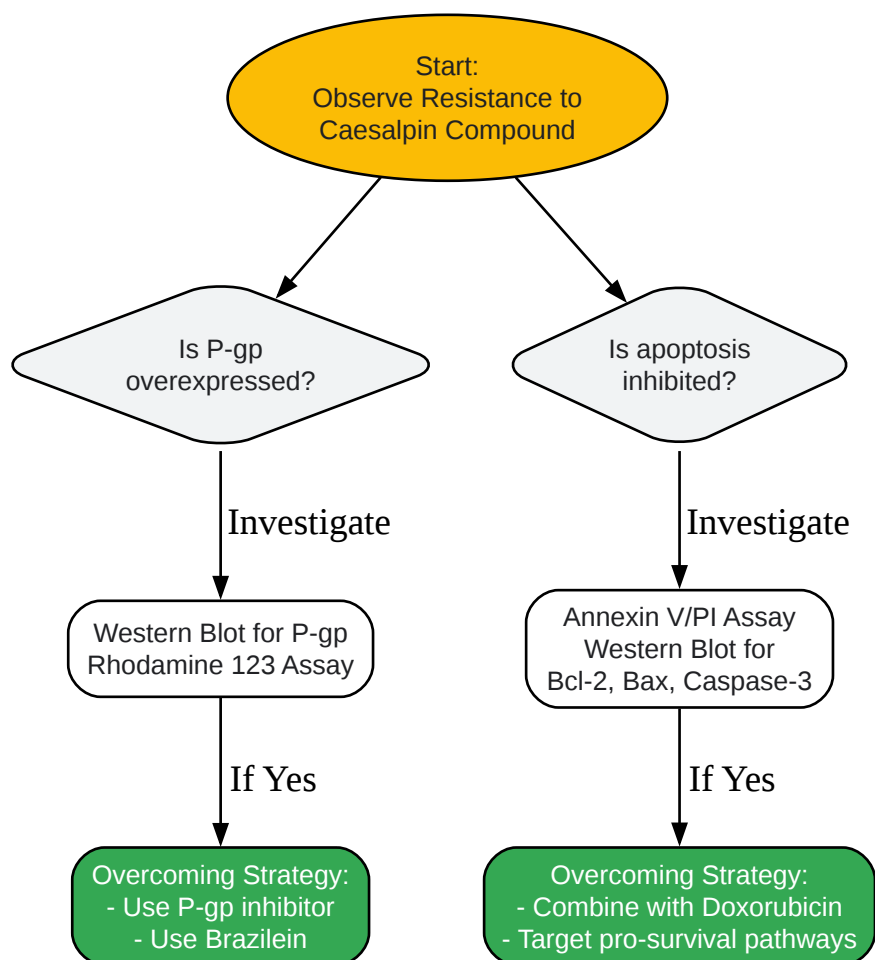 Start:
Observe Resistance to
Caesalpin Compound
Is P-gp
overexpressed?
Is apoptosis
inhibited?
Investigate
Investigate
Western Blot for P-gp
Rhodamine 123 Assay
Annexin V/PI Assay
Western Blot for
Bcl-2, Bax, Caspase-3
If Yes
If Yes
Overcoming Strategy:
- Use P-gp inhibitor
- Use Brazilein
Overcoming Strategy:
- Combine with Doxorubicin
- Target pro-survival pathways